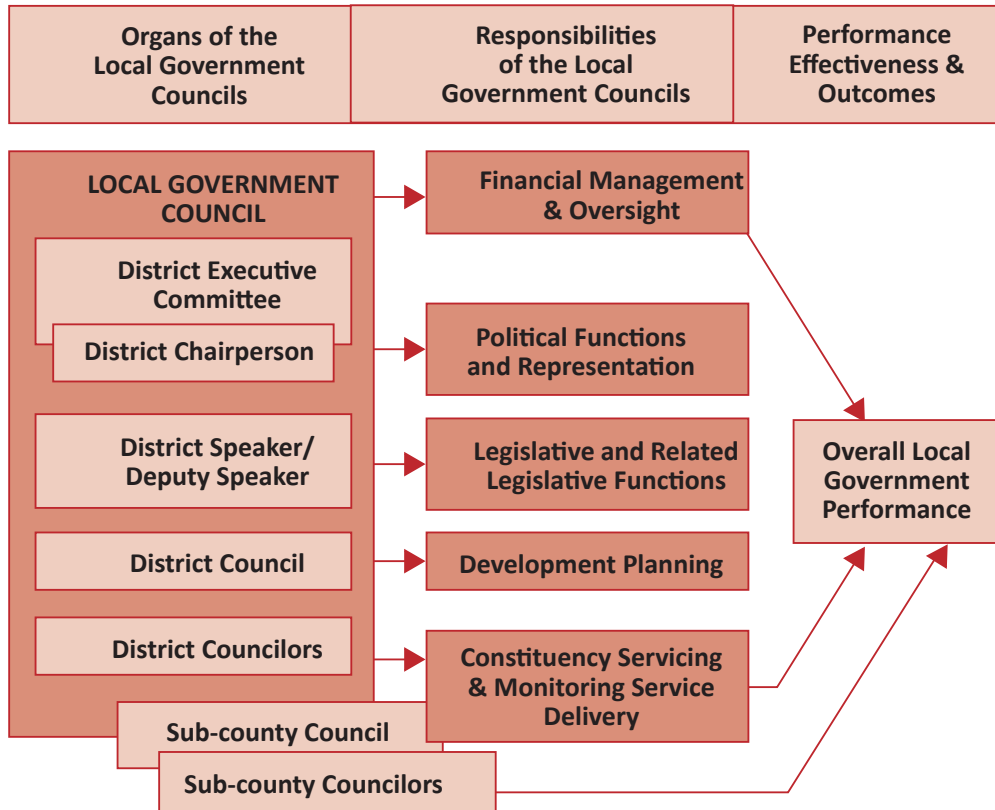 Organs of the
Local Government
Councils
Responsibilities
of the Local
Government Councils
Performance
Effectiveness &
Outcomes
LOCAL GOVERNMENT
COUNCIL
District Executive
Committee
District Chairperson
District Speaker/
Deputy Speaker
District Council
District Councilors
Sub-county Council
Sub-county Councilors
Financial Management
& Oversight
Political Functions
and Representation
Legislative and Related
Legislative Functions
Development Planning
Constituency Servicing
& Monitoring Service
Delivery
Overall Local
Government
Performance